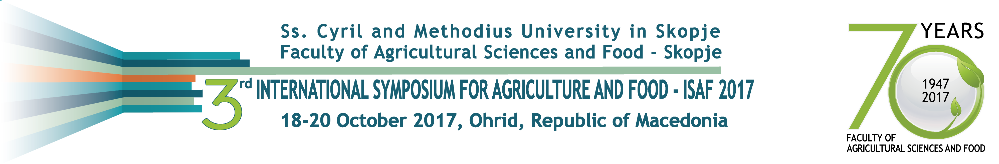 Ss. Cyril and Methodius University in Skopje
Faculty of Agricultural Sciences and Food - Skopje
3rd INTERNATIONAL SYMPOSIUM FOR AGRICULTURE AND FOOD - ISAF 2017
18-20 October 2017, Ohrid, Republic of Macedonia
70 YEARS
1947
2017
FACULTY OF
AGRICULTURAL SCIENCES AND FOOD